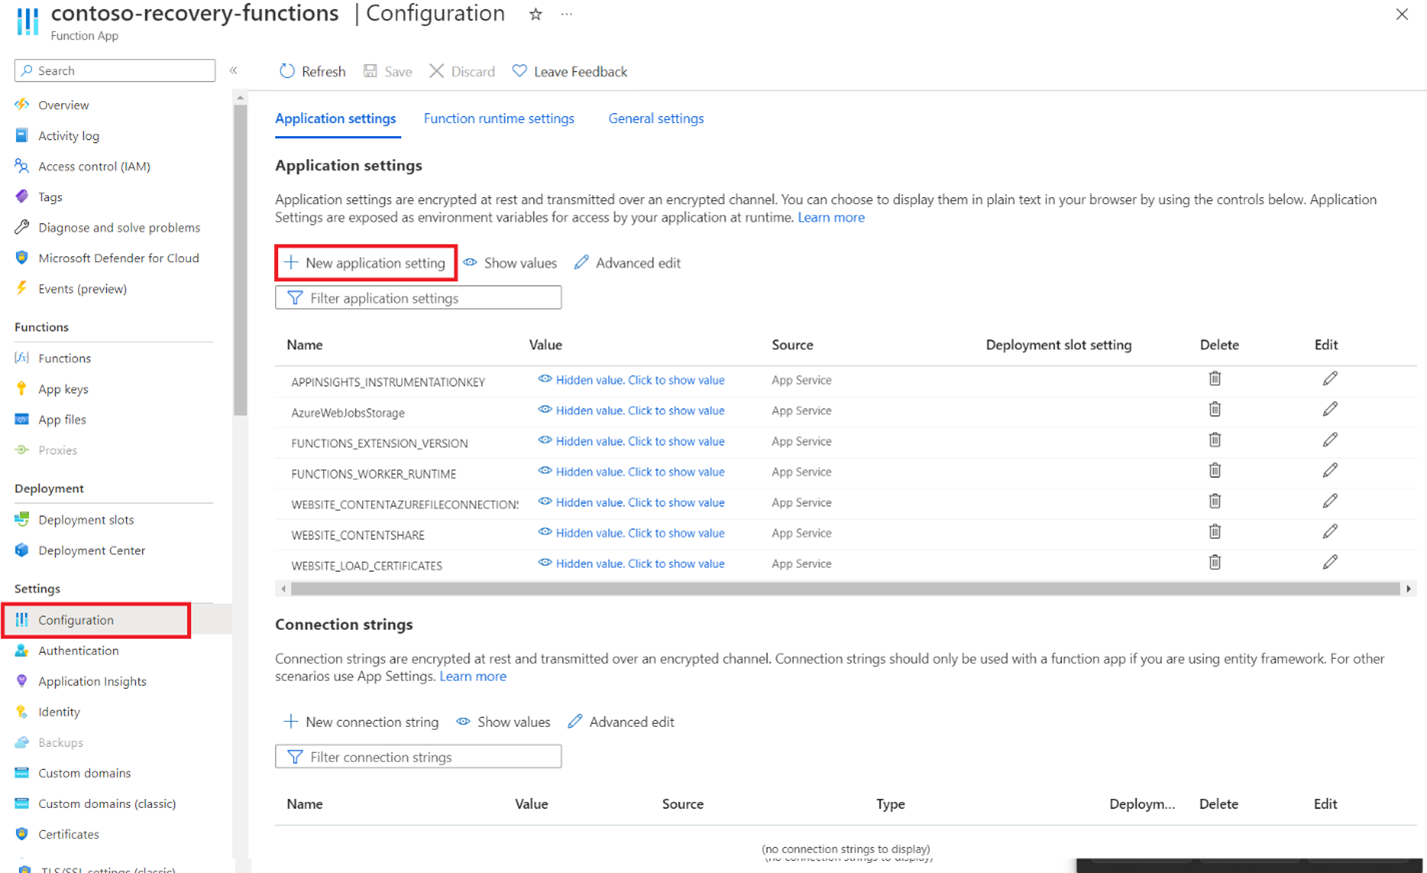 contoso-recovery-functions | Configuration ☆ ···
Function App
Search
«
Overview
Activity log
Access control (IAM)
Tags
Diagnose and solve problems
Microsoft Defender for Cloud
Events (preview)
Functions
Functions
App keys
App files
Proxies
Deployment
Deployment slots
Deployment Center
Settings
Configuration
Authentication
Application Insights
Identity
Backups
Custom domains
Custom domains (classic)
Certificates
TLS/SSL settings (classic)
Refresh Save Discard Leave Feedback
Application settings Function runtime settings General settings
Application settings
Application settings are encrypted at rest and transmitted over an encrypted channel. You can choose to display them in plain text in your browser by using the controls below. Application
Settings are exposed as environment variables for access by your application at runtime. Learn more
+ New application setting Show values Advanced edit
Filter application settings
Name Value Source Deployment slot setting Delete Edit
APPINSIGHTS_INSTRUMENTATIONKEY Hidden value. Click to show value App Service
AzureWebJobsStorage Hidden value. Click to show value App Service
FUNCTIONS_EXTENSION_VERSION Hidden value. Click to show value App Service
FUNCTIONS_WORKER_RUNTIME Hidden value. Click to show value App Service
WEBSITE_CONTENTAZUREFILECONNECTIONS Hidden value. Click to show value App Service
WEBSITE_CONTENTSHARE Hidden value. Click to show value App Service
WEBSITE_LOAD_CERTIFICATES Hidden value. Click to show value App Service
Connection strings
Connection strings are encrypted at rest and transmitted over an encrypted channel. Connection strings should only be used with a function app if you are using entity framework. For other
scenarios use App Settings. Learn more
+ New connection string Show values Advanced edit
Filter connection strings
Name Value Source Type Deploym... Delete Edit
(no connection strings to display)
(no connection strings to display)